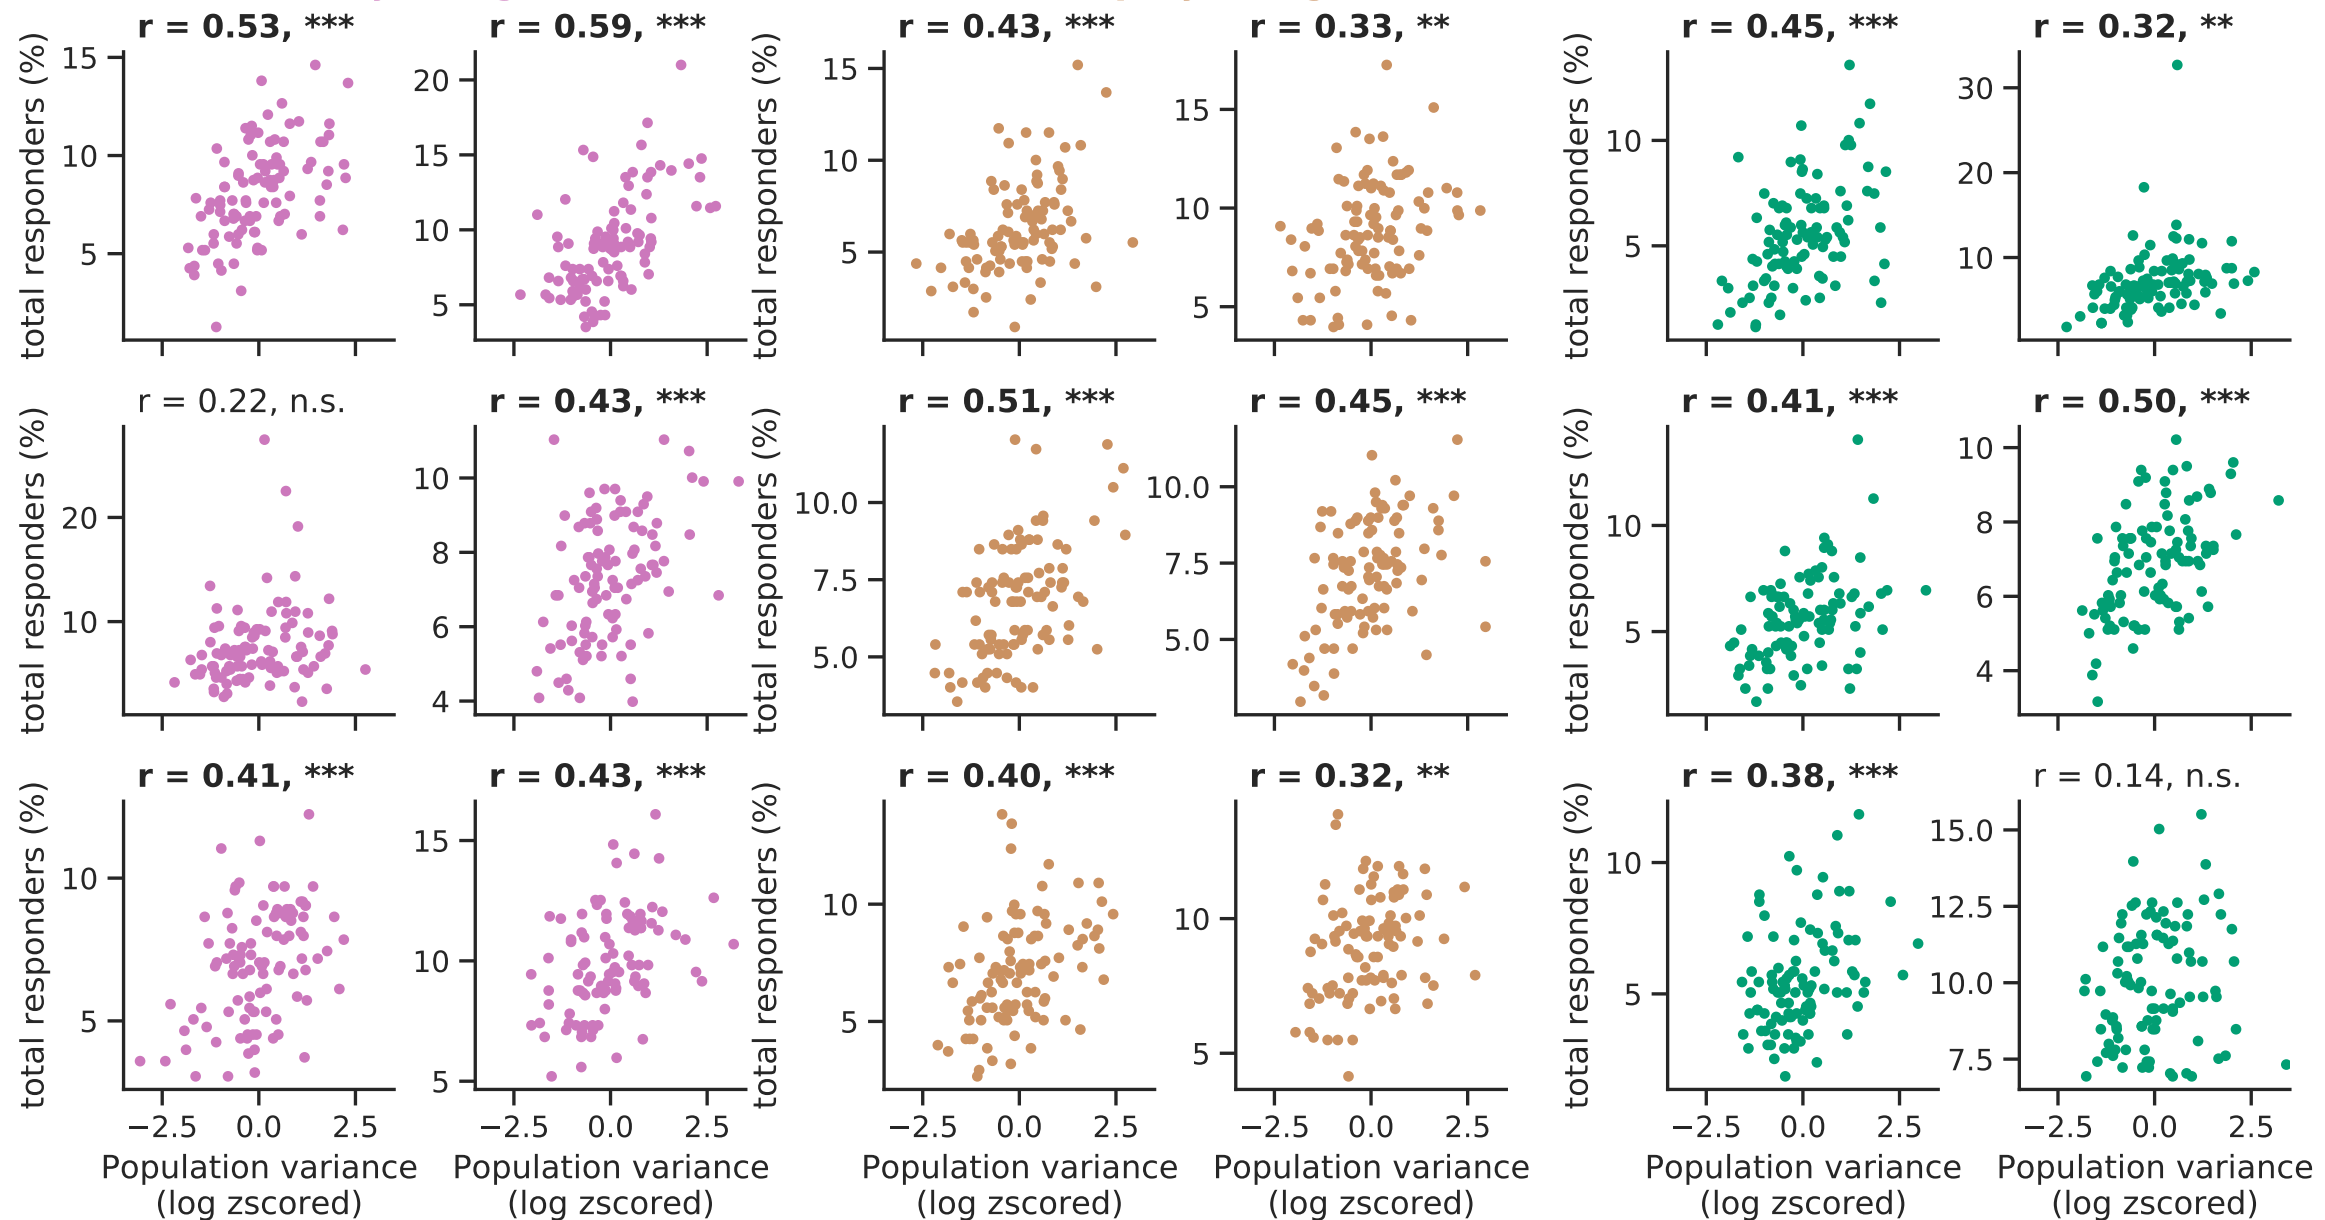 r = 0.53, ***
r = 0.59, ***
r = 0.43, ***
r = 0.33, **
r = 0.45, ***
r = 0.32, **
total responders (%)
15
10
5
20
15
10
5
total responders (%)
15
10
5
15
10
5
total responders (%)
10
5
30
20
10
r = 0.22, n.s.
r = 0.43, ***
r = 0.51, ***
r = 0.45, ***
r = 0.41, ***
r = 0.50, ***
total responders (%)
20
10
10
8
6
4
total responders (%)
10.0
7.5
5.0
10.0
7.5
5.0
total responders (%)
10
5
10
8
6
4
r = 0.41, ***
r = 0.43, ***
r = 0.40, ***
r = 0.32, **
r = 0.38, ***
r = 0.14, n.s.
total responders (%)
10
5
15
10
5
total responders (%)
10
5
10
5
total responders (%)
10
5
15.0
12.5
10.0
7.5
−2.5 0.0 2.5
−2.5 0.0 2.5
−2.5 0.0 2.5
−2.5 0.0 2.5
−2.5 0.0 2.5
−2.5 0.0 2.5
Population variance
(log zscored)
Population variance
(log zscored)
Population variance
(log zscored)
Population variance
(log zscored)
Population variance
(log zscored)
Population variance
(log zscored)